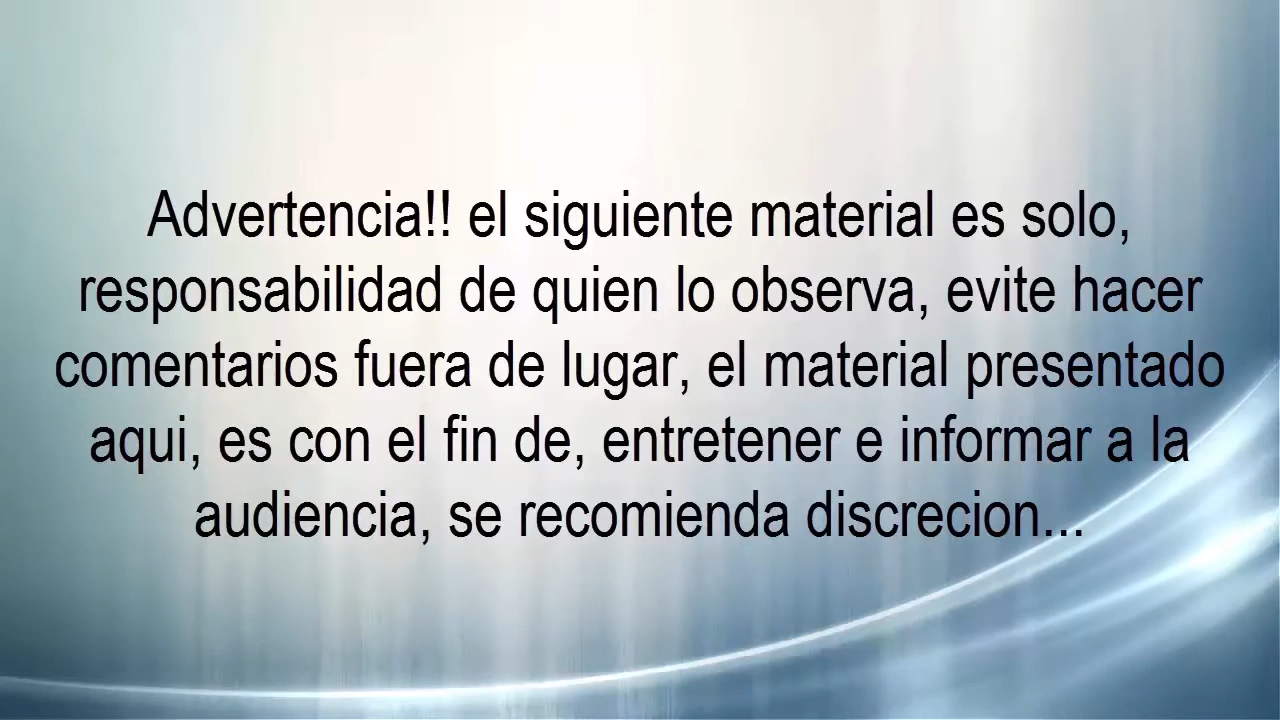 Advertencia!! el siguiente material es solo,
responsabilidad de quien lo observa, evite hacer
comentarios fuera de lugar, el material presentado
aqui, es con el fin de, entretener e informar a la
audiencia, se recomienda discrecion...